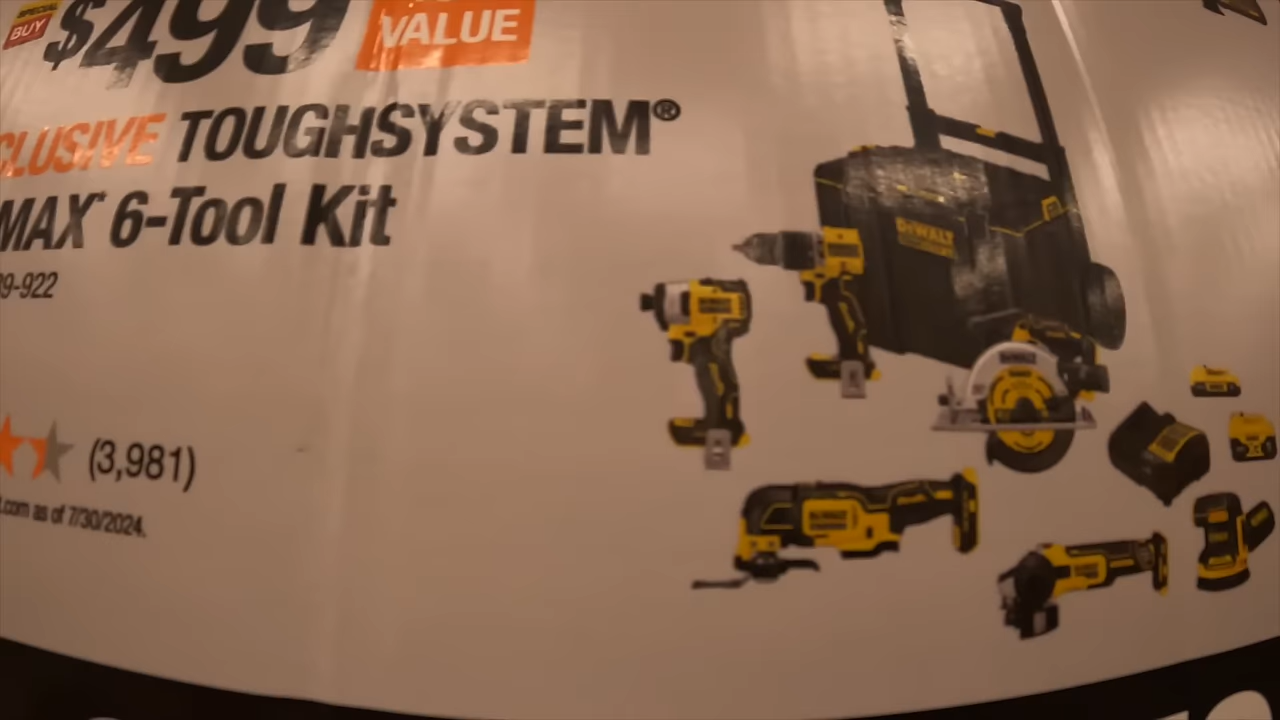 SPECIAL
BUY
$499
VALUE
CLUSIVE TOUGHSYSTEM®
MAX* 6-Tool Kit
9-922
(3,981)
.com as of 7/30/2024.
DEWALT
DEWALT
DEWALT
DEWALT